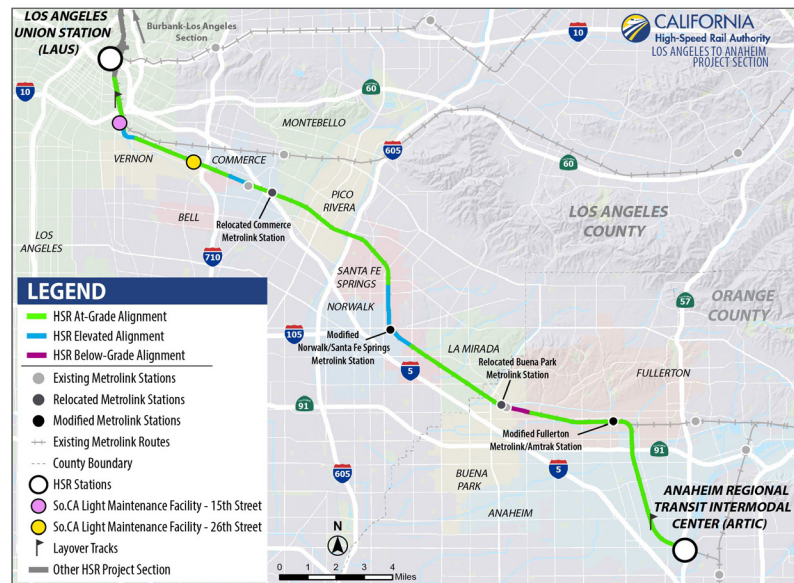 LOS ANGELES
UNION STATION
(LAUS)
Burbank-Los Angeles
Section
CALIFORNIA
High-Speed Rail Authority
LOS ANGELES TO ANAHEIM
PROJECT SECTION
10
10
60
MONTEBELLO
605
VERNON
COMMERCE
60
PICO
RIVERA
BELL
Relocated Commerce
Metrolink Station
LOS
ANGELES
710
LOS ANGELES
COUNTY
SANTA FE
SPRINGS
NORWALK
57
ORANGE
COUNTY
105
Modified
Norwalk/Santa Fe Springs
Metrolink Station
LA MIRADA
5
Relocated Buena Park
Metrolink Station
FULLERTON
91
Modified Fullerton
Metrolink/Amtrak Station
91
605
BUENA
PARK
5
ANAHEIM
ANAHEIM REGIONAL
TRANSIT INTERMODAL
CENTER (ARTIC)
LEGEND
HSR At-Grade Alignment
HSR Elevated Alignment
HSR Below-Grade Alignment
Existing Metrolink Stations
Relocated Metrolink Stations
Modified Metrolink Stations
Existing Metrolink Routes
County Boundary
HSR Stations
So.CA Light Maintenance Facility - 15th Street
So.CA Light Maintenance Facility - 26th Street
Layover Tracks
Other HSR Project Section
N
0 1 2 3 4
Miles